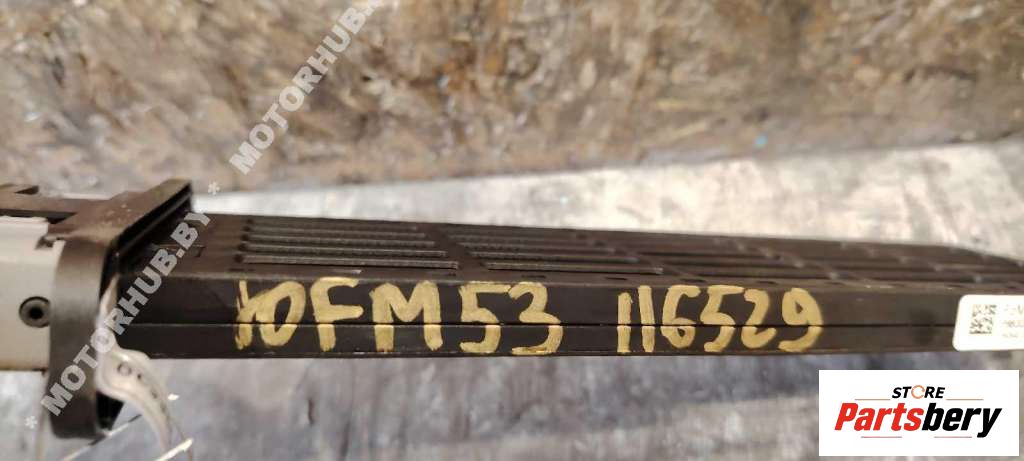 * MOTORHUB.BY * MOTORHUB.BY *
ЮFM53 116529
STORE
Partsbery